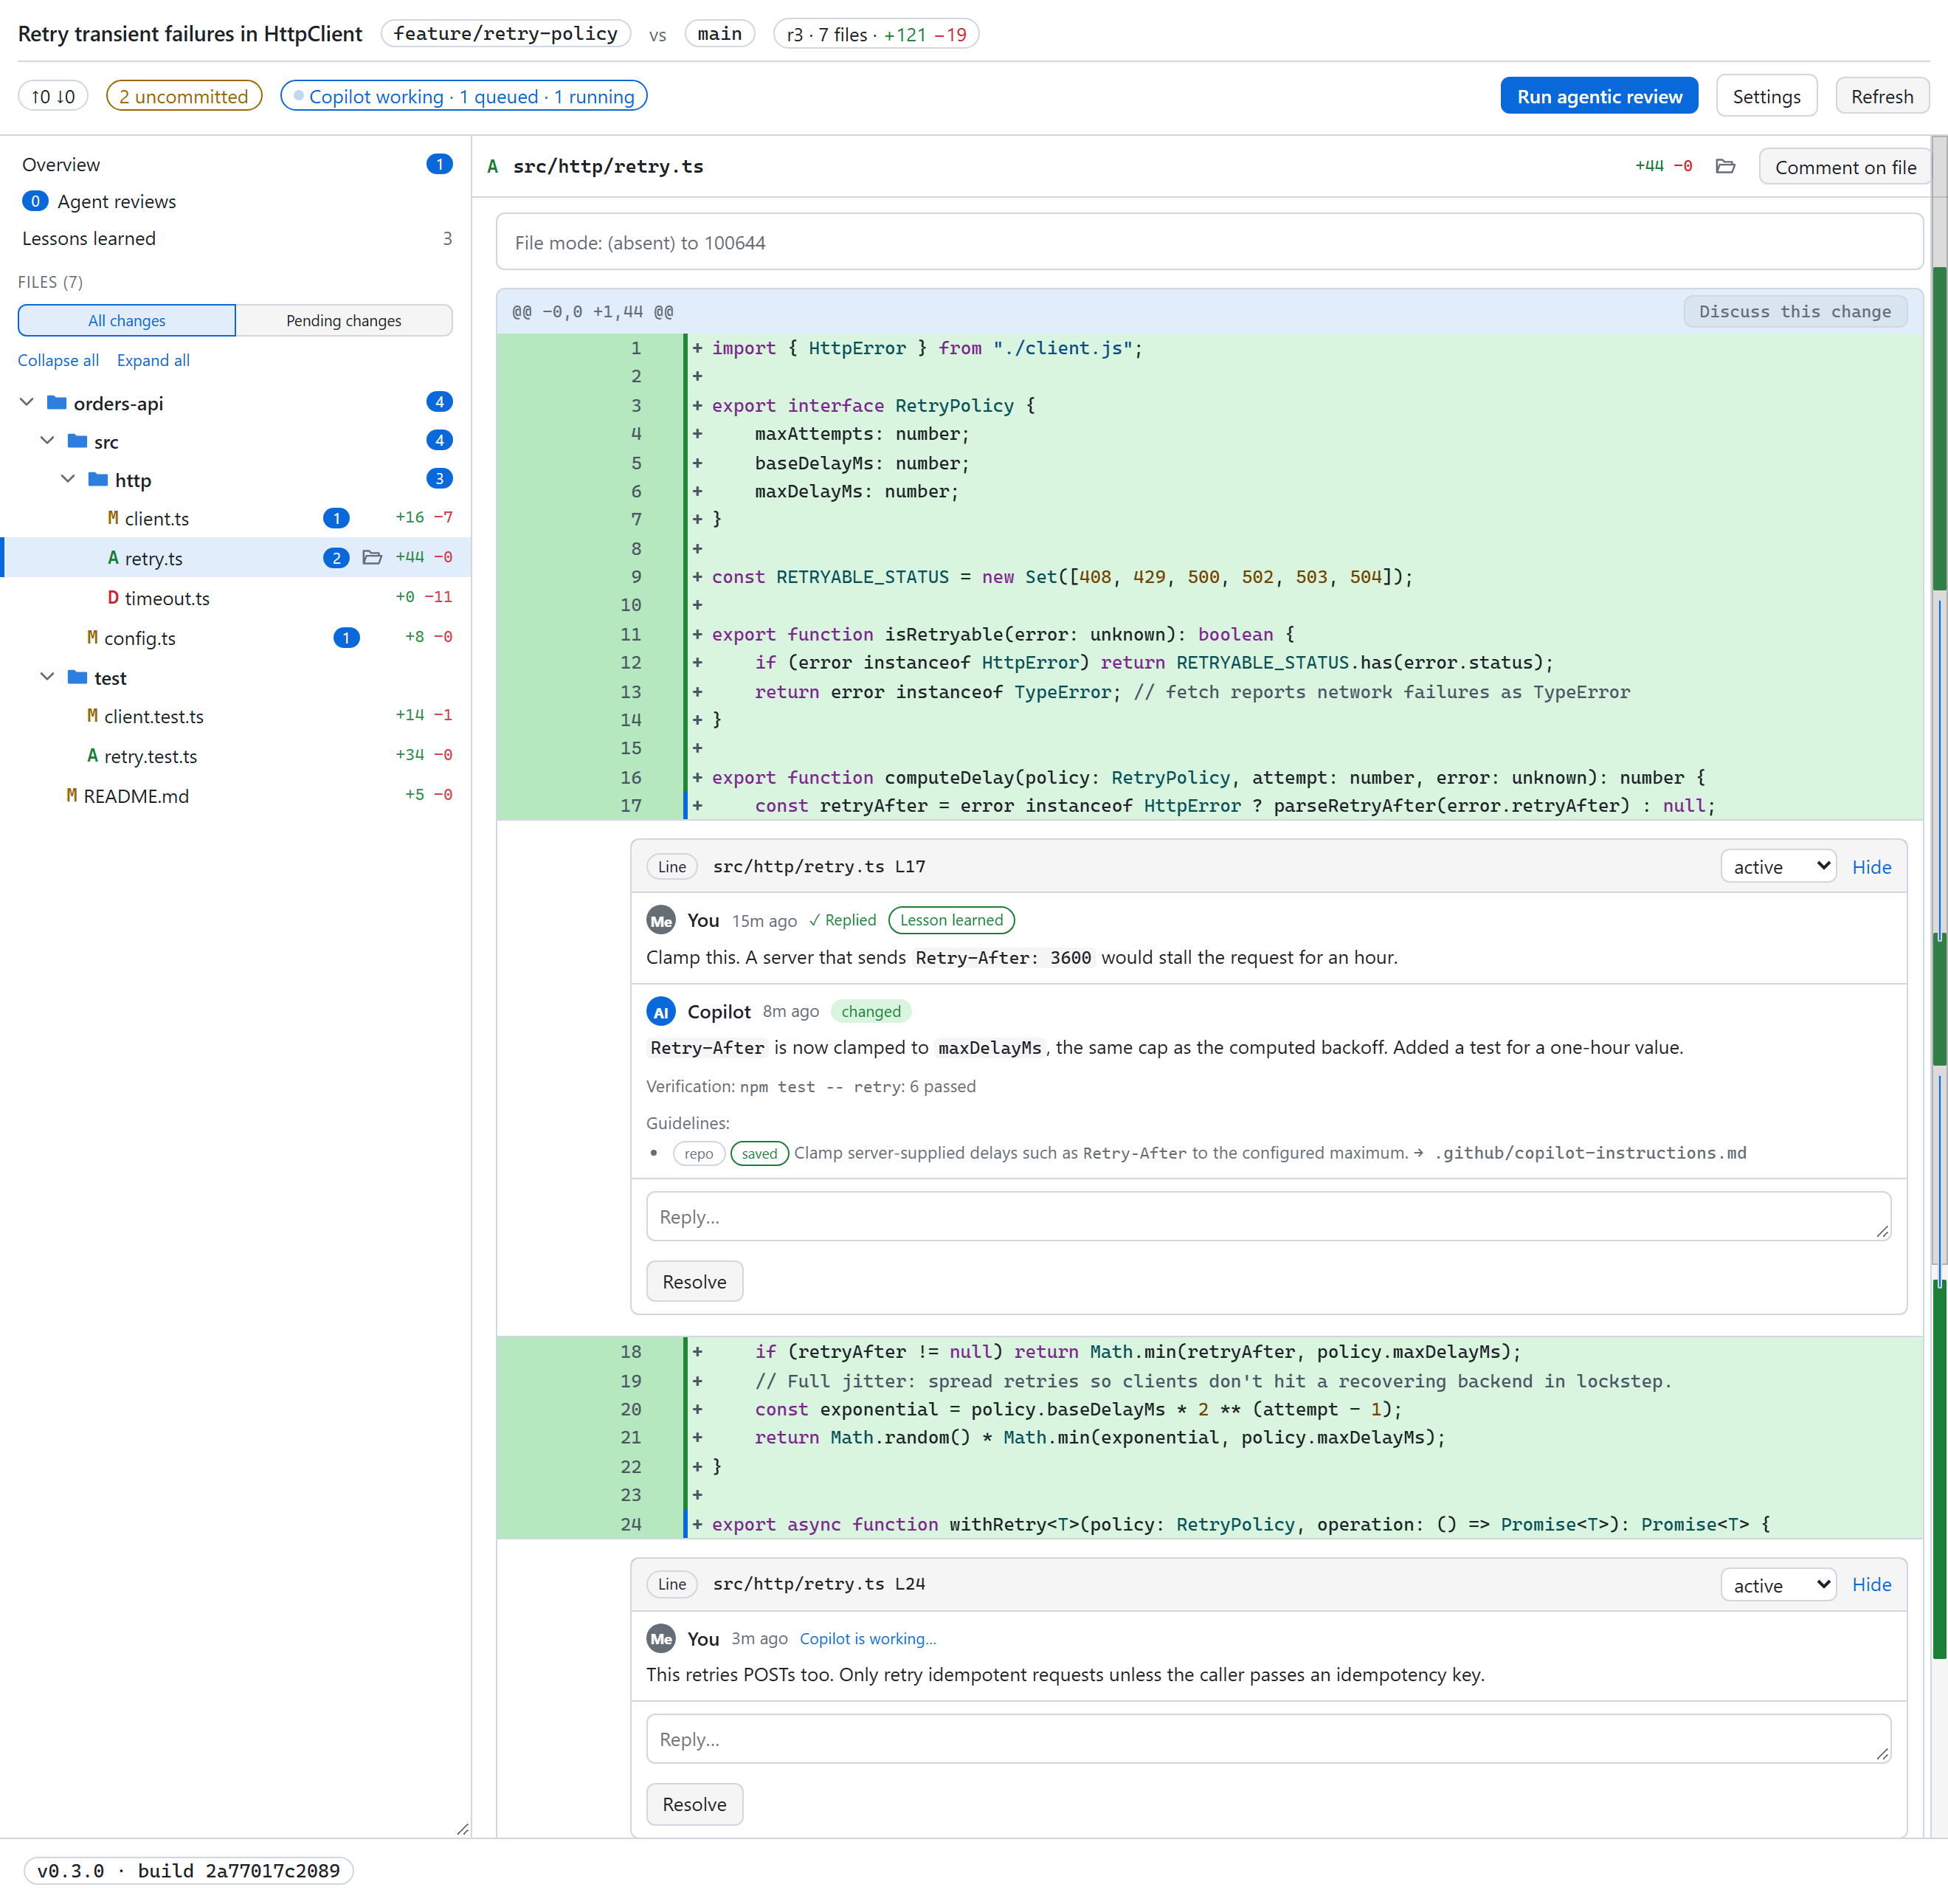 Retry transient failures in HttpClient feature/retry-policy vs main r3 · 7 files · +121 −19
↑0 ↓0 2 uncommitted Copilot working · 1 queued · 1 running Run agentic review Settings Refresh
Overview 1
0 Agent reviews
Lessons learned 3
FILES (7)
All changes Pending changes
Collapse all Expand all
orders-api 4
src 4
http 3
M client.ts 1 +16 −7
A retry.ts 2 +44 −0
D timeout.ts +0 −11
M config.ts 1 +8 −0
test
M client.test.ts +14 −1
A retry.test.ts +34 −0
M README.md +5 −0
A src/http/retry.ts +44 −0 Comment on file
File mode: (absent) to 100644
@@ −0,0 +1,44 @@ Discuss this change
1 + import { HttpError } from "./client.js";
2 +
3 + export interface RetryPolicy {
4 + maxAttempts: number;
5 + baseDelayMs: number;
6 + maxDelayMs: number;
7 + }
8 +
9 + const RETRYABLE_STATUS = new Set([408, 429, 500, 502, 503, 504]);
10 +
11 + export function isRetryable(error: unknown): boolean {
12 + if (error instanceof HttpError) return RETRYABLE_STATUS.has(error.status);
13 + return error instanceof TypeError; // fetch reports network failures as TypeError
14 + }
15 +
16 + export function computeDelay(policy: RetryPolicy, attempt: number, error: unknown): number {
17 + const retryAfter = error instanceof HttpError ? parseRetryAfter(error.retryAfter) : null;
Line src/http/retry.ts L17 active Hide
Me You 15m ago ✓ Replied Lesson learned
Clamp this. A server that sends Retry-After: 3600 would stall the request for an hour.
AI Copilot 8m ago changed
Retry-After is now clamped to maxDelayMs, the same cap as the computed backoff. Added a test for a one-hour value.
Verification: npm test -- retry: 6 passed
Guidelines:
• repo saved Clamp server-supplied delays such as Retry-After to the configured maximum. → .github/copilot-instructions.md
Reply...
Resolve
18 + if (retryAfter != null) return Math.min(retryAfter, policy.maxDelayMs);
19 + // Full jitter: spread retries so clients don't hit a recovering backend in lockstep.
20 + const exponential = policy.baseDelayMs * 2 ** (attempt - 1);
21 + return Math.random() * Math.min(exponential, policy.maxDelayMs);
22 + }
23 +
24 + export async function withRetry<T>(policy: RetryPolicy, operation: () => Promise<T>): Promise<T> {
Line src/http/retry.ts L24 active Hide
Me You 3m ago Copilot is working...
This retries POSTs too. Only retry idempotent requests unless the caller passes an idempotency key.
Reply...
Resolve
v0.3.0 · build 2a77017c2089